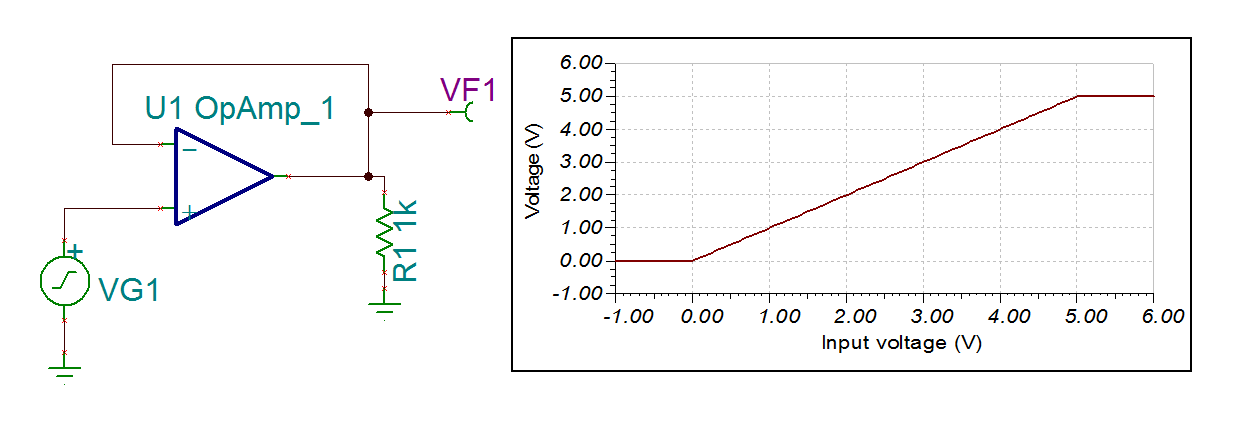 VF1
U1 OpAmp_1
−
+
+
VG1
R1 1k
6.00
5.00
4.00
3.00
2.00
1.00
0.00
-1.00
Voltage (V)
-1.00 0.00 1.00 2.00 3.00 4.00 5.00 6.00
Input voltage (V)